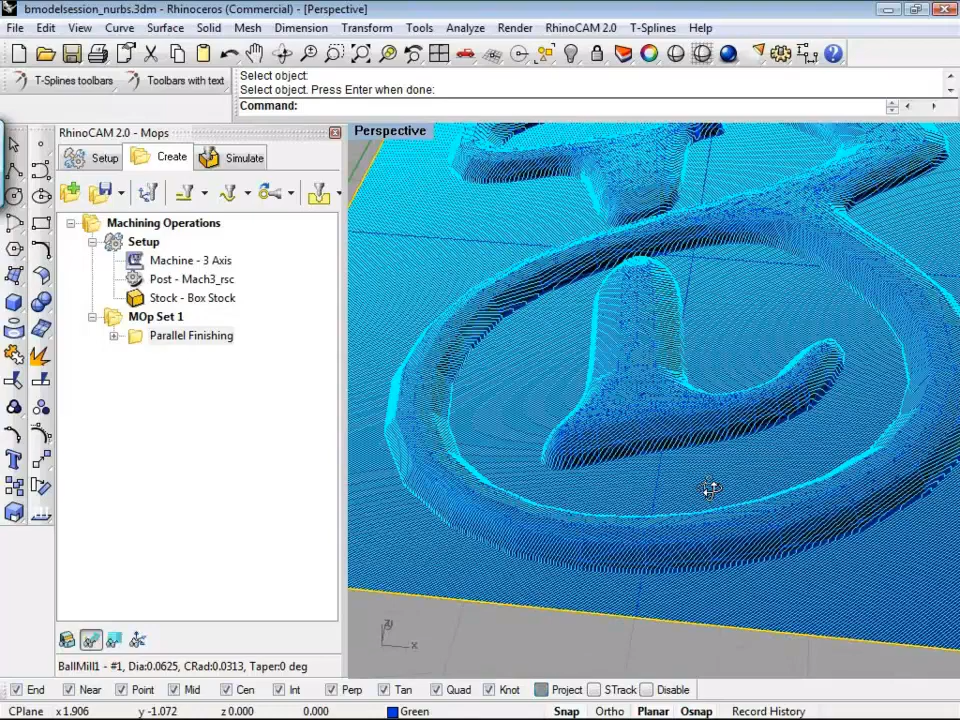 bmodelsession_nurbs.3dm - Rhinoceros (Commercial) - [Perspective]
File Edit View Curve Surface Solid Mesh Dimension Transform Tools Analyze Render RhinoCAM 2.0 T-Splines Help
T-Splines toolbars Toolbars with text
Select object:
Select object. Press Enter when done:
Command:
RhinoCAM 2.0 - Mops
Perspective
Setup Create Simulate
Machining Operations
Setup
Machine - 3 Axis
Post - Mach3_rsc
Stock - Box Stock
MOp Set 1
Parallel Finishing
x
BallMill1 - #1, Dia:0.0625, CRad:0.0313, Taper:0 deg
End Near Point Mid Cen Int Perp Tan Quad Knot Project STrack Disable
CPlane x 1.906 y -1.072 z 0.000 0.000 Green Snap Ortho Planar Osnap Record History